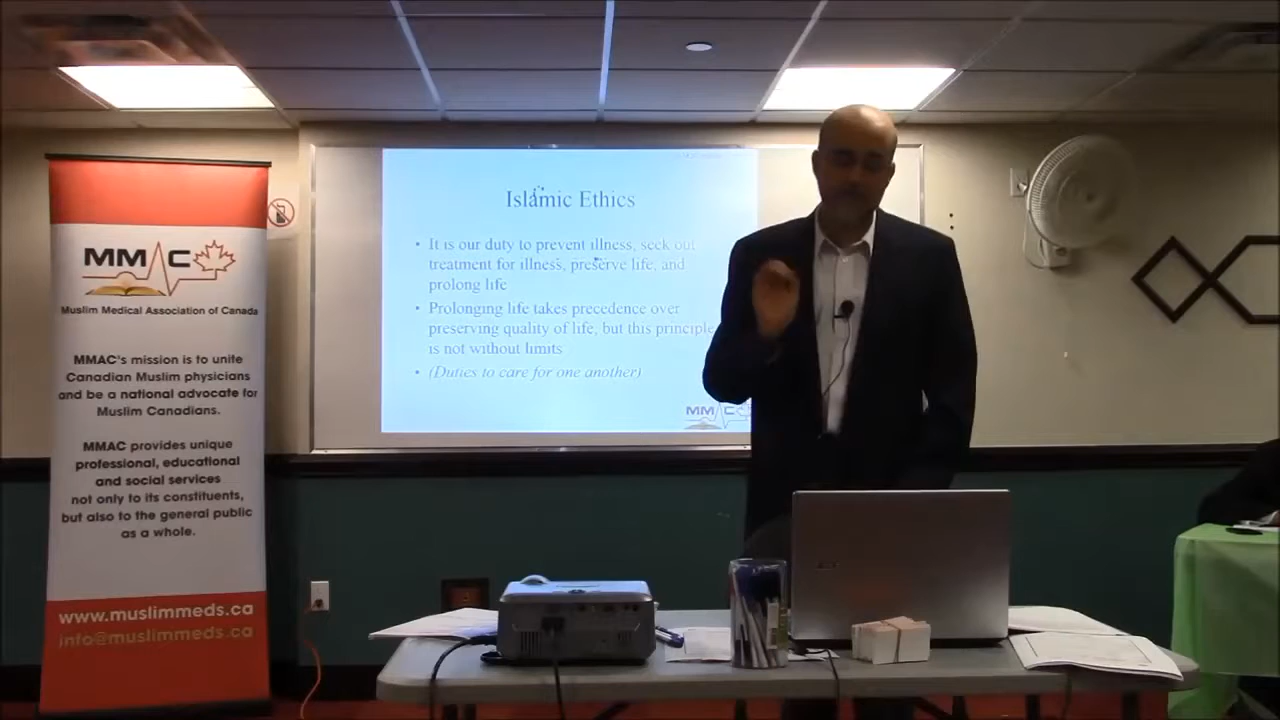 MMAC
Muslim Medical Association of Canada
MMAC's mission is to unite
Canadian Muslim physicians
and be a national advocate for
Muslim Canadians.
MMAC provides unique
professional, educational
and social services
not only to its constituents,
but also to the general public
as a whole.
www.muslimmeds.ca
info@muslimmeds.ca
Islamic Ethics
• It is our duty to prevent illness, seek out
treatment for illness, preserve life, and
prolong life
• Prolonging life takes precedence over
preserving quality of life, but this principle
is not without limits
• (Duties to care for one another)
MMAC